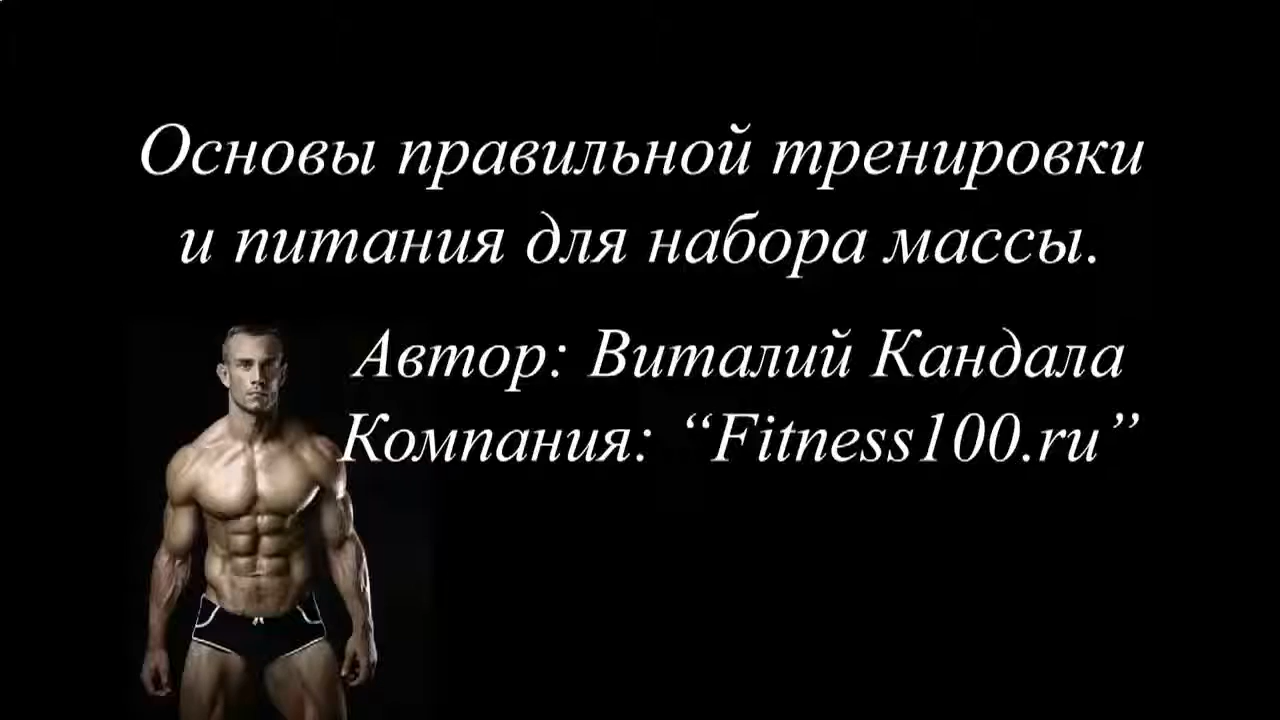 Основы правильной тренировки
и питания для набора массы.
Автор: Виталий Кандала
Компания: “Fitness100.ru”